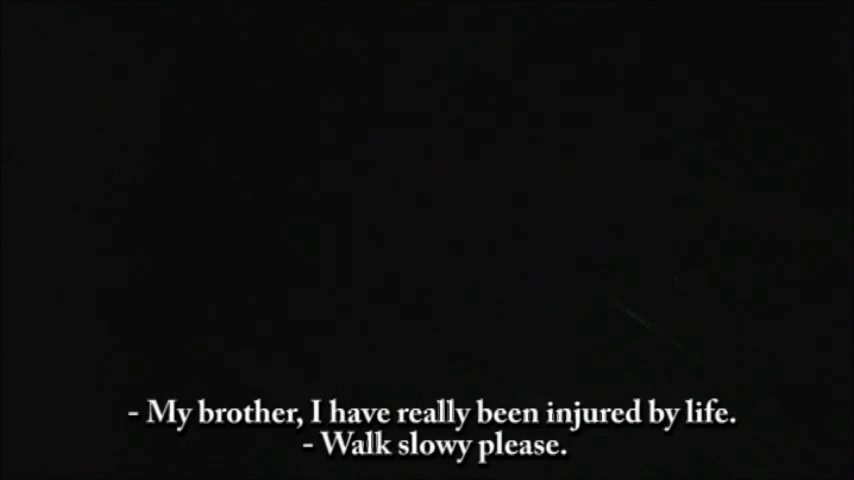 - My brother, I have really been injured by life.
- Walk slowy please.